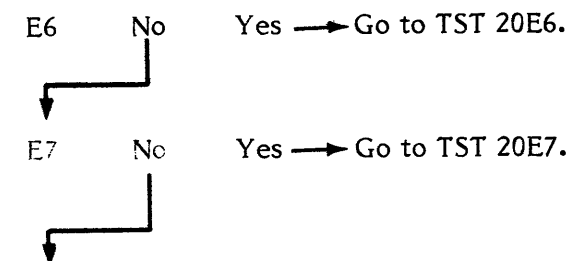 E6 No Yes → Go to TST 20E6.
E7 No Yes → Go to TST 20E7.